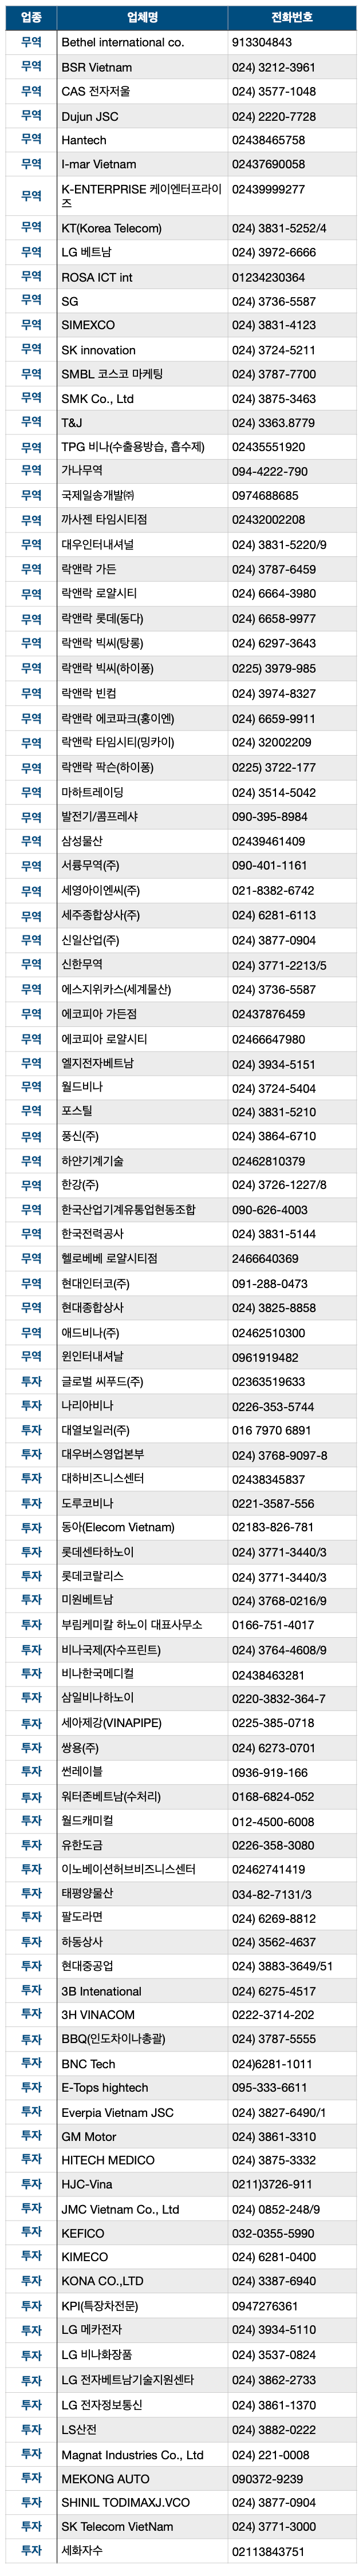 업종 업체명 전화번호
무역 Bethel international co. 913304843
무역 BSR Vietnam 024) 3212-3961
무역 CAS 전자저울 024) 3577-1048
무역 Dujun JSC 024) 2220-7728
무역 Hantech 02438465758
무역 I-mar Vietnam 02437690058
무역 K-ENTERPRISE 케이엔터프라이 02439999277
즈
무역 KT(Korea Telecom) 024) 3831-5252/4
무역 LG 베트남 024) 3972-6666
무역 ROSA ICT int 01234230364
무역 SG 024) 3736-5587
무역 SIMEXCO 024) 3831-4123
무역 SK innovation 024) 3724-5211
무역 SMBL 코스코 마케팅 024) 3787-7700
무역 SMK Co., Ltd 024) 3875-3463
무역 T&J 024) 3363.8779
무역 TPG 비나(수출용방습, 흡수제) 02435551920
무역 가나무역 094-4222-790
무역 국제일송개발㈜ 0974688685
무역 까사젠 타임시티점 02432002208
무역 대우인터내셔널 024) 3831-5220/9
무역 락앤락 가든 024) 3787-6459
무역 락앤락 로얄시티 024) 6664-3980
무역 락앤락 롯데(동다) 024) 6658-9977
무역 락앤락 빅씨(탕롱) 024) 6297-3643
무역 락앤락 빅씨(하이퐁) 0225) 3979-985
무역 락앤락 빈컴 024) 3974-8327
무역 락앤락 에코파크(홍이엔) 024) 6659-9911
무역 락앤락 타임시티(밍카이) 024) 32002209
무역 락앤락 팍슨(하이퐁) 0225) 3722-177
무역 마하트레이딩 024) 3514-5042
무역 발전기/콤프레샤 090-395-8984
무역 삼성물산 02439461409
무역 서룡무역(주) 090-401-1161
무역 세영아이엔씨(주) 021-8382-6742
무역 세주종합상사(주) 024) 6281-6113
무역 신일산업(주) 024) 3877-0904
무역 신한무역 024) 3771-2213/5
무역 에스지위카스(세계물산) 024) 3736-5587
무역 에코피아 가든점 02437876459
무역 에코피아 로얄시티 02466647980
무역 엘지전자베트남 024) 3934-5151
무역 월드비나 024) 3724-5404
무역 포스틸 024) 3831-5210
무역 풍신(주) 024) 3864-6710
무역 하얀기계기술 02462810379
무역 한강(주) 024) 3726-1227/8
무역 한국산업기계유통업현동조합 090-626-4003
무역 한국전력공사 024) 3831-5144
무역 헬로베베 로얄시티점 2466640369
무역 현대인터코(주) 091-288-0473
무역 현대종합상사 024) 3825-8858
무역 애드비나(주) 02462510300
무역 윈인터내셔날 0961919482
투자 글로벌 씨푸드(주) 02363519633
투자 나리아비나 0226-353-5744
투자 대열보일러(주) 016 7970 6891
투자 대우버스영업본부 024) 3768-9097-8
투자 대하비즈니스센터 02438345837
투자 도루코비나 0221-3587-556
투자 동아(Elecom Vietnam) 02183-826-781
투자 롯데센타하노이 024) 3771-3440/3
투자 롯데코랄리스 024) 3771-3440/3
투자 미원베트남 024) 3768-0216/9
투자 부림케미칼 하노이 대표사무소 0166-751-4017
투자 비나국제(자수프린트) 024) 3764-4608/9
투자 비나한국메디컬 02438463281
투자 삼일비나하노이 0220-3832-364-7
투자 세아제강(VINAPIPE) 0225-385-0718
투자 쌍용(주) 024) 6273-0701
투자 썬레이블 0936-919-166
투자 워터존베트남(수처리) 0168-6824-052
투자 월드캐미컬 012-4500-6008
투자 유한도금 0226-358-3080
투자 이노베이션허브비즈니스센터 02462741419
투자 태평양물산 034-82-7131/3
투자 팔도라면 024) 6269-8812
투자 하동상사 024) 3562-4637
투자 현대중공업 024) 3883-3649/51
투자 3B Intenational 024) 6275-4517
투자 3H VINACOM 0222-3714-202
투자 BBQ(인도차이나총괄) 024) 3787-5555
투자 BNC Tech 024)6281-1011
투자 E-Tops hightech 095-333-6611
투자 Everpia Vietnam JSC 024) 3827-6490/1
투자 GM Motor 024) 3861-3310
투자 HITECH MEDICO 024) 3875-3332
투자 HJC-Vina 0211)3726-911
투자 JMC Vietnam Co., Ltd 024) 0852-248/9
투자 KEFICO 032-0355-5990
투자 KIMECO 024) 6281-0400
투자 KONA CO.,LTD 024) 3387-6940
투자 KPI(특장차전문) 0947276361
투자 LG 메카전자 024) 3934-5110
투자 LG 비나화장품 024) 3537-0824
투자 LG 전자베트남기술지원센타 024) 3862-2733
투자 LG 전자정보통신 024) 3861-1370
투자 LS산전 024) 3882-0222
투자 Magnat Industries Co., Ltd 024) 221-0008
투자 MEKONG AUTO 090372-9239
투자 SHINIL TODIMAXJ.VCO 024) 3877-0904
투자 SK Telecom VietNam 024) 3771-3000
투자 세화자수 02113843751